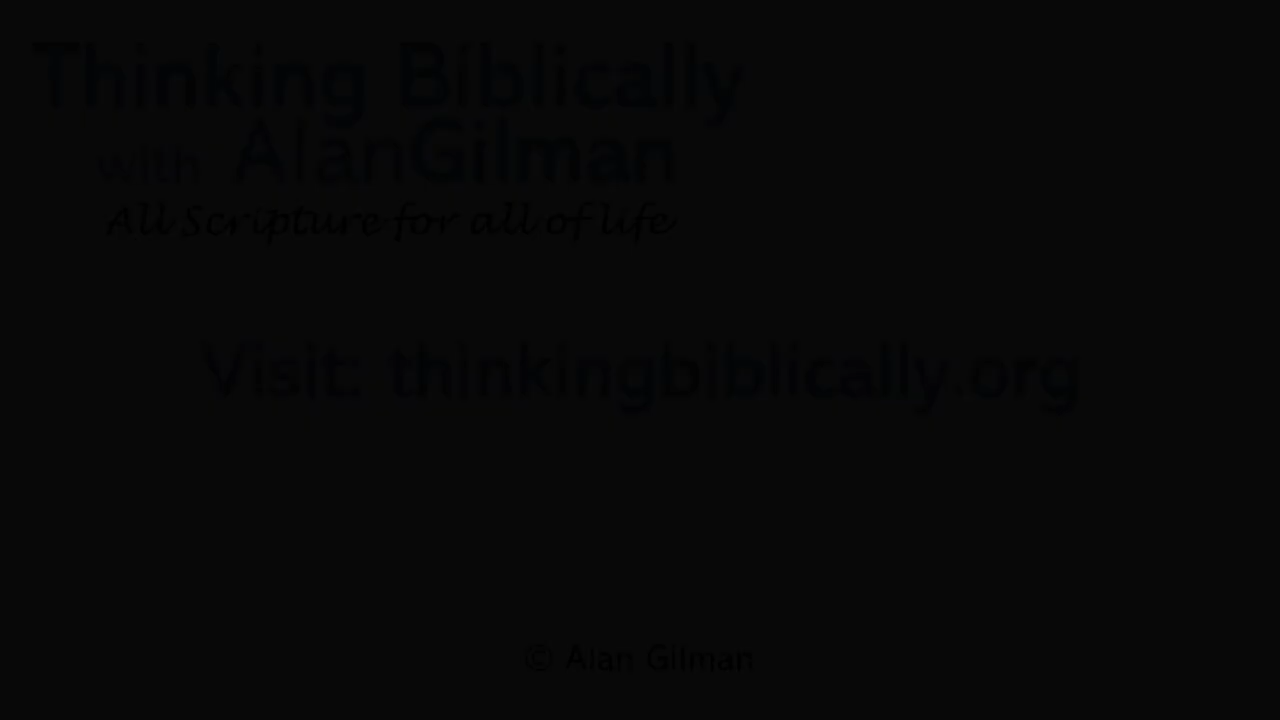 Thinking Biblically
with AlanGilman
All Scripture for all of life
Visit: thinkingbiblically.org
© Alan Gilman